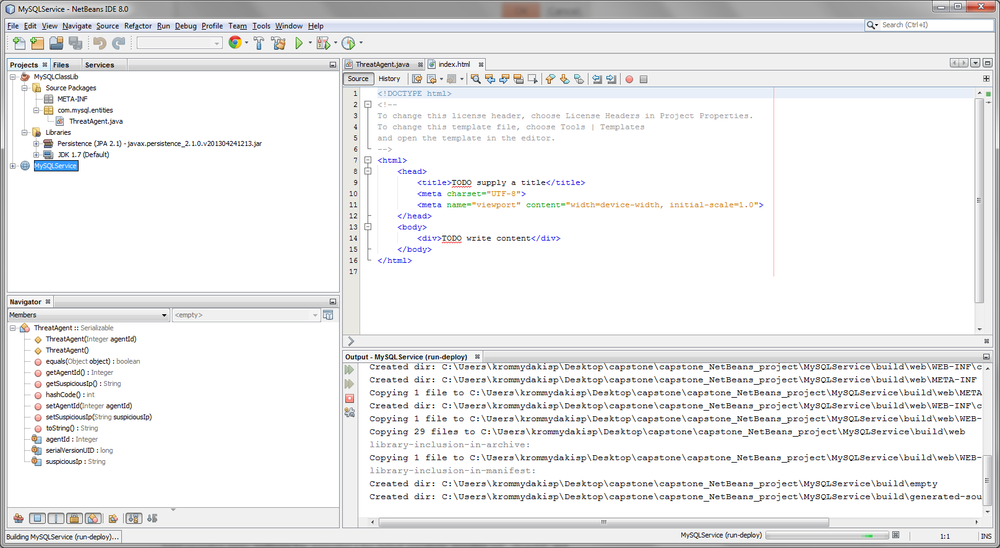 MySQLService - NetBeans IDE 8.0
File Edit View Navigate Source Refactor Run Debug Profile Team Tools Window Help
Search (Ctrl+I)
Projects Files Services
MySQLClassLib
Source Packages
META-INF
com.mysql.entities
ThreatAgent.java
Libraries
Persistence (JPA 2.1) - javax.persistence_2.1.0.v201304241213.jar
JDK 1.7 (Default)
MySQLService
Navigator
Members
<empty>
ThreatAgent :: Serializable
ThreatAgent(Integer agentId)
ThreatAgent()
equals(Object object) : boolean
getAgentId() : Integer
getSuspiciousIp() : String
hashCode() : int
setAgentId(Integer agentId)
setSuspiciousIp(String suspiciousIp)
toString() : String
agentId : Integer
serialVersionUID : long
suspiciousIp : String
ThreatAgent.java index.html
Source History
1 <!DOCTYPE html>
2 <!--
3 To change this license header, choose License Headers in Project Properties.
4 To change this template file, choose Tools | Templates
5 and open the template in the editor.
6 -->
7 <html>
8 <head>
9 <title>TODO supply a title</title>
10 <meta charset="UTF-8">
11 <meta name="viewport" content="width=device-width, initial-scale=1.0">
12 </head>
13 <body>
14 <div>TODO write content</div>
15 </body>
16 </html>
17
Output - MySQLService (run-deploy)
Created dir: C:\Users\krommydakisp\Desktop\capstone\capstone_NetBeans_project\MySQLService\build\web\WEB-INF\c
Created dir: C:\Users\krommydakisp\Desktop\capstone\capstone_NetBeans_project\MySQLService\build\web\META-INF
Copying 1 file to C:\Users\krommydakisp\Desktop\capstone\capstone_NetBeans_project\MySQLService\build\web\META
Created dir: C:\Users\krommydakisp\Desktop\capstone\capstone_NetBeans_project\MySQLService\build\web\WEB-INF\c
Copying 1 file to C:\Users\krommydakisp\Desktop\capstone\capstone_NetBeans_project\MySQLService\build\web\WEB-
Copying 29 files to C:\Users\krommydakisp\Desktop\capstone\capstone_NetBeans_project\MySQLService\build\web
library-inclusion-in-archive:
Copying 1 file to C:\Users\krommydakisp\Desktop\capstone\capstone_NetBeans_project\MySQLService\build\web\WEB-
library-inclusion-in-manifest:
Created dir: C:\Users\krommydakisp\Desktop\capstone\capstone_NetBeans_project\MySQLService\build\empty
Created dir: C:\Users\krommydakisp\Desktop\capstone\capstone_NetBeans_project\MySQLService\build\generated-sou
Building MySQLService (run-deploy)...
MySQLService (run-deploy)
1:1
INS